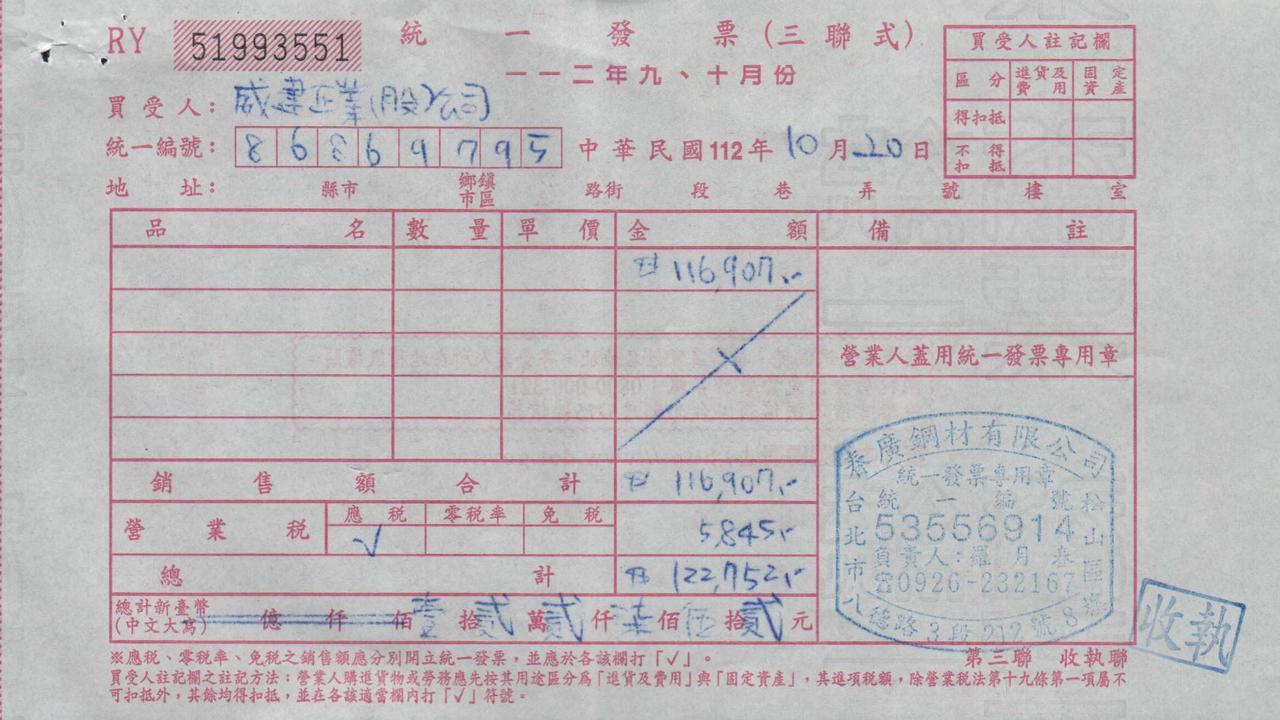 RY 51993551 統一發票(三聯式)
一一二年九、十月份
買受人註記欄
區分 進貨及費用 固定資產
得扣抵
不得扣抵
買受人:威建企業(股)公司
統一編號:86869795 中華民國112年10月20日
地址: 縣市 鄉鎮市區 路街 段 巷 弄 號 樓 室
品名 數量 單價 金額 備註
116,907.-
營業人蓋用統一發票專用章
銷售額合計 116,907.-
營業稅 應稅 零稅率 免稅
√ 5,845.-
總計 122,752.-
總計新臺幣(中文大寫) 億 仟 佰 壹拾貳萬貳仟柒佰伍拾貳元
泰廣鋼材有限公司
統一發票專用章
統一編號
53556914
負責人:羅月叁
☎0926-232167
台北市松山區八德路3段212號8樓
收執
第三聯 收執聯
※應稅、零稅率、免稅之銷售額應分別開立統一發票,並應於各該欄打「√」。
買受人註記欄之註記方法:營業人購進貨物或勞務應先按其用途區分為「進貨及費用」與「固定資產」,其進項稅額,除營業稅法第十九條第一項屬不
可扣抵外,其餘均得扣抵,並在各該適當欄內打「√」符號。